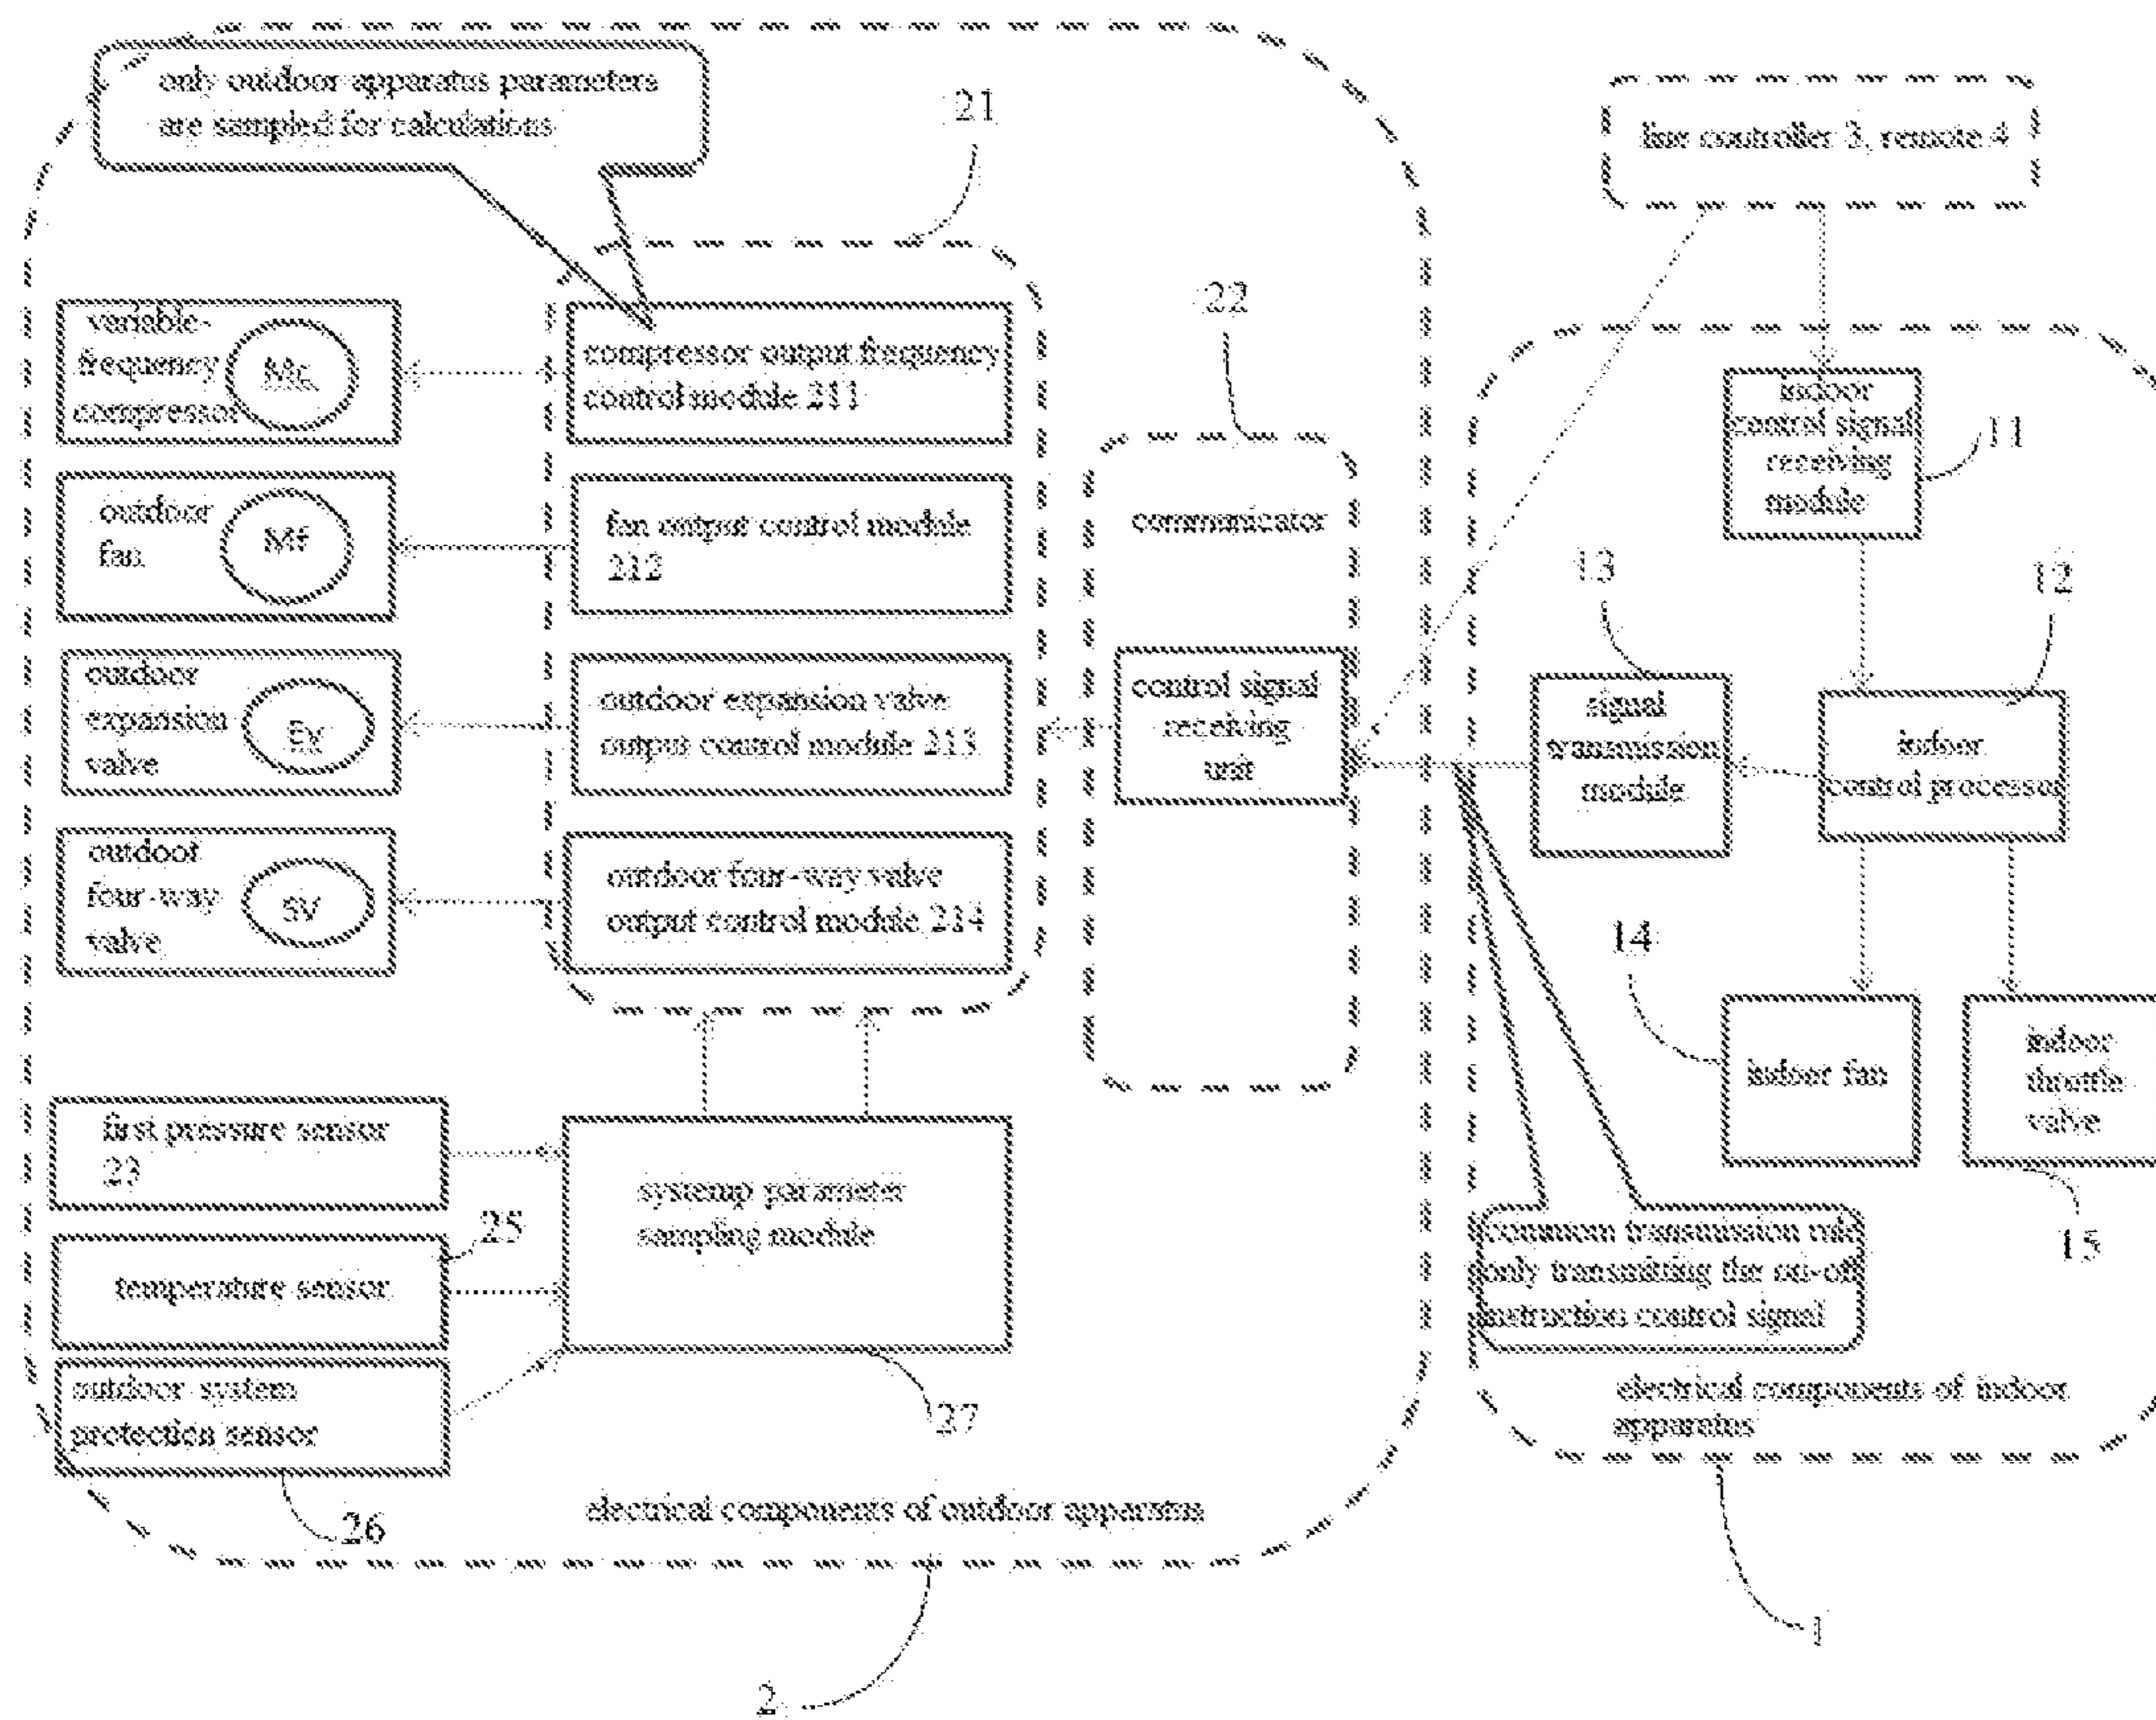 only outdoor apparatus parameters
are sampled for calculations
21
line controller 3, remote 4
22
variable-
frequency
compressor
Mc
compressor output frequency
control module 211
indoor
control signal
receiving
module
11
outdoor
fan
Mf
fan output control module
212
communicator
13
12
outdoor
expansion
valve
Ev
outdoor expansion valve
output control module 213
control signal
receiving
unit
signal
transmission
module
indoor
control processor
outdoor
four-way
valve
SV
outdoor four-way valve
output control module 214
14
indoor fan
indoor
throttle
valve
15
first pressure sensor
23
25
temperature sensor
outdoor system
protection sensor
26
systemp parameter
sampling module
27
common transmission rule
only transmitting the on-off
instruction control signal
electrical components of indoor
apparatus
electrical components of outdoor apparatus
1
2